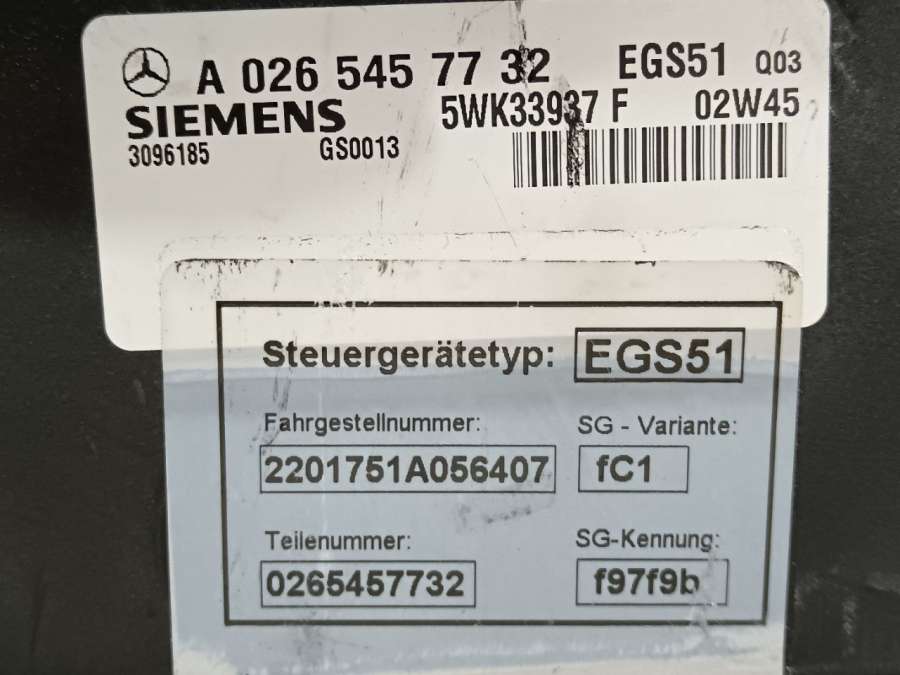 A 026 545 77 32 EGS51 Q03
SIEMENS 5WK33937 F 02W45
3096185 GS0013
Steuergerätetyp: EGS51
Fahrgestellnummer: SG - Variante:
2201751A056407 fC1
Teilenummer: SG-Kennung:
0265457732 f97f9b